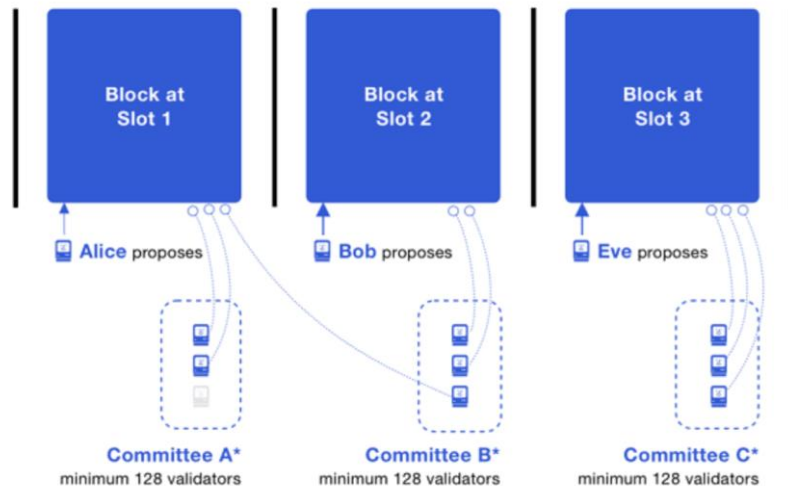 Block at
Slot 1
Block at
Slot 2
Block at
Slot 3
Alice proposes
Bob proposes
Eve proposes
Committee A*
minimum 128 validators
Committee B*
minimum 128 validators
Committee C*
minimum 128 validators